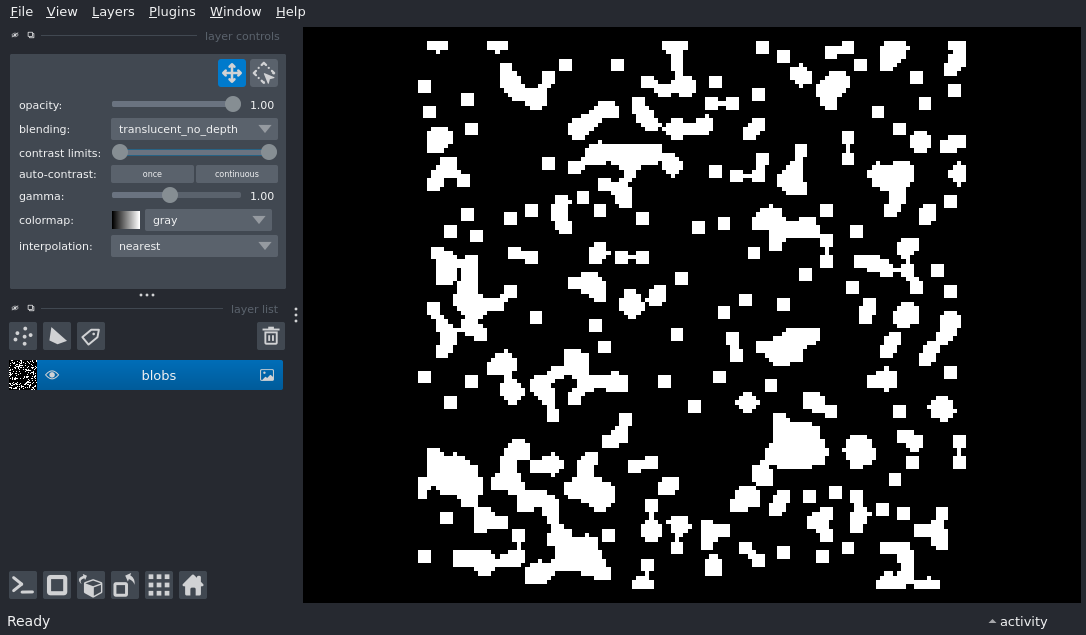 File View Layers Plugins Window Help
layer controls
opacity: 1.00
blending: translucent_no_depth
contrast limits:
auto-contrast: once continuous
gamma: 1.00
colormap: gray
interpolation: nearest
layer list
blobs
Ready activity